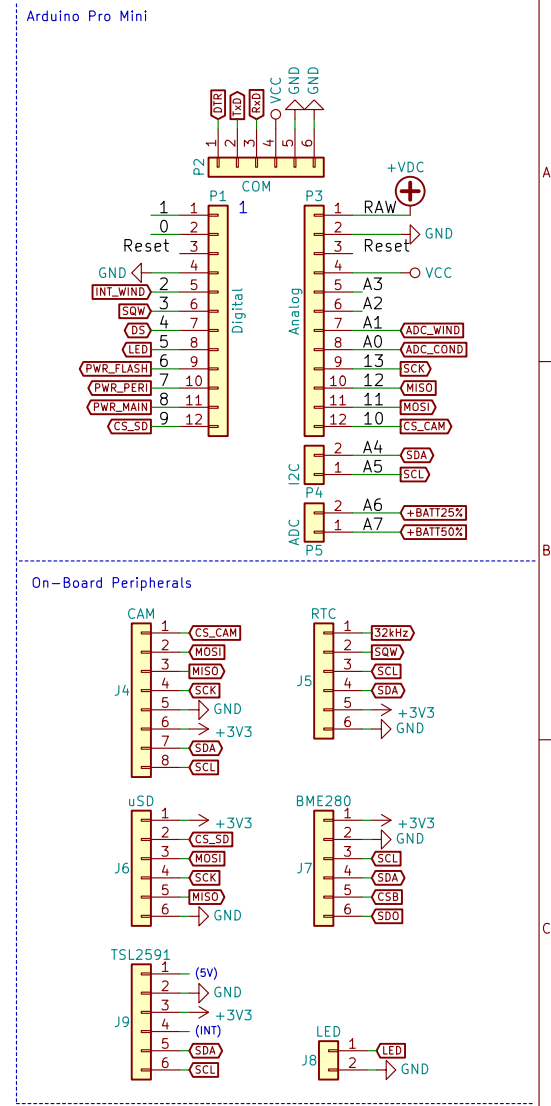 Arduino Pro Mini
DTR TxD RxD VCC GND GND
1 2 3 4 5 6
P2
COM
+VDC
A
P1 1 P3
1 1 1 RAW
0 2 2 GND
Reset 3 3 Reset
GND 4 4 VCC
INT_WIND 2 5 5 A3
SQW 3 6 6 A2
DS 4 7 7 A1 ADC_WIND
LED 5 8 8 A0 ADC_COND
PWR_FLASH 6 9 9 13 SCK
PWR_PERI 7 10 10 12 MISO
PWR_MAIN 8 11 11 11 MOSI
CS_SD 9 12 12 10 CS_CAM
Digital
Analog
2 A4 SDA
1 A5 SCL
I2C
P4
2 A6 +BATT25%
1 A7 +BATT50%
ADC
P5
B
On-Board Peripherals
CAM
1 CS_CAM
2 MOSI
3 MISO
4 SCK
J4
5 GND
6 +3V3
7 SDA
8 SCL
RTC
1 32kHz
2 SQW
3 SCL
J5
4 SDA
5 +3V3
6 GND
uSD
1 +3V3
2 CS_SD
3 MOSI
J6
4 SCK
5 MISO
6 GND
BME280
1 +3V3
2 GND
3 SCL
J7
4 SDA
5 CSB
6 SDO
C
TSL2591
1 (5V)
2 GND
3 +3V3
J9
4 (INT)
5 SDA
6 SCL
LED
1 LED
J8
2 GND